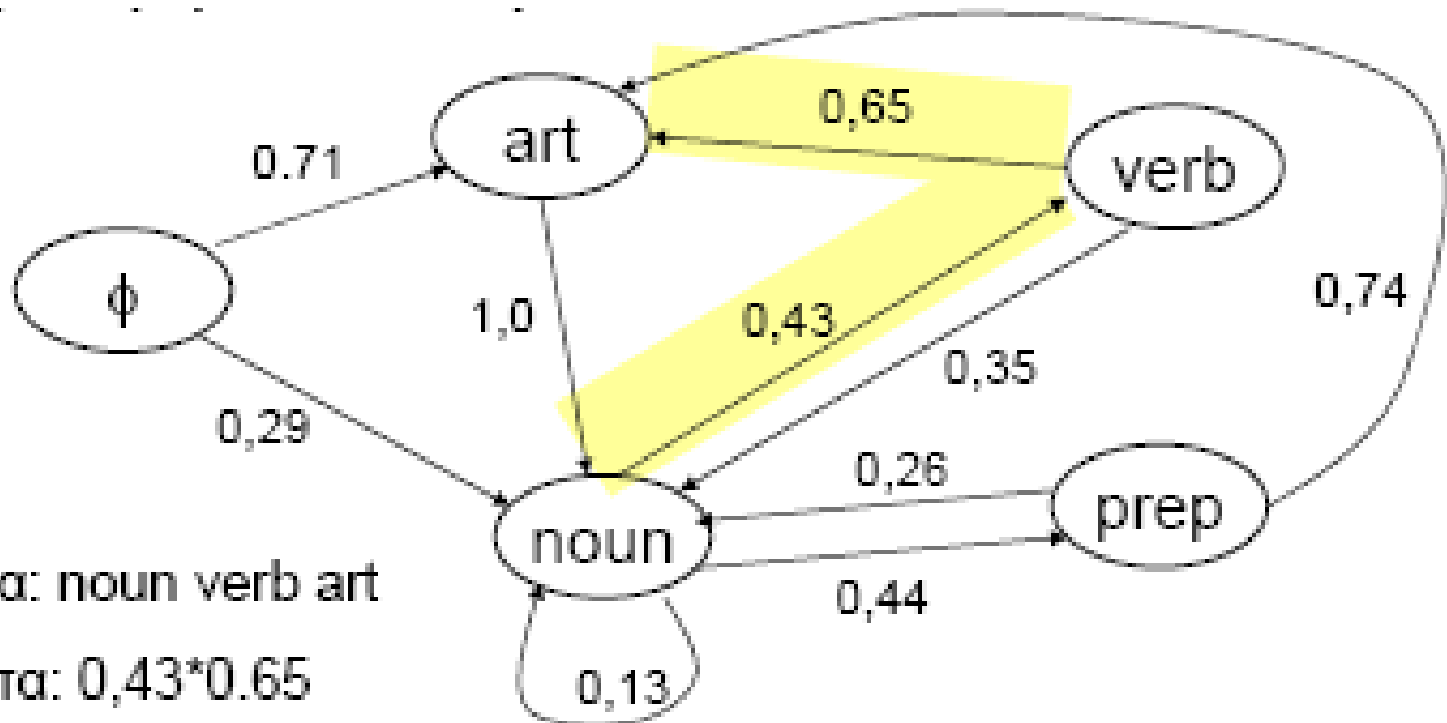 art
0,65
verb
0.71
ϕ
1,0
0,43
0,74
0,35
0,29
0,26
prep
noun
α: noun verb art
0,44
τα: 0,43*0.65
0,13